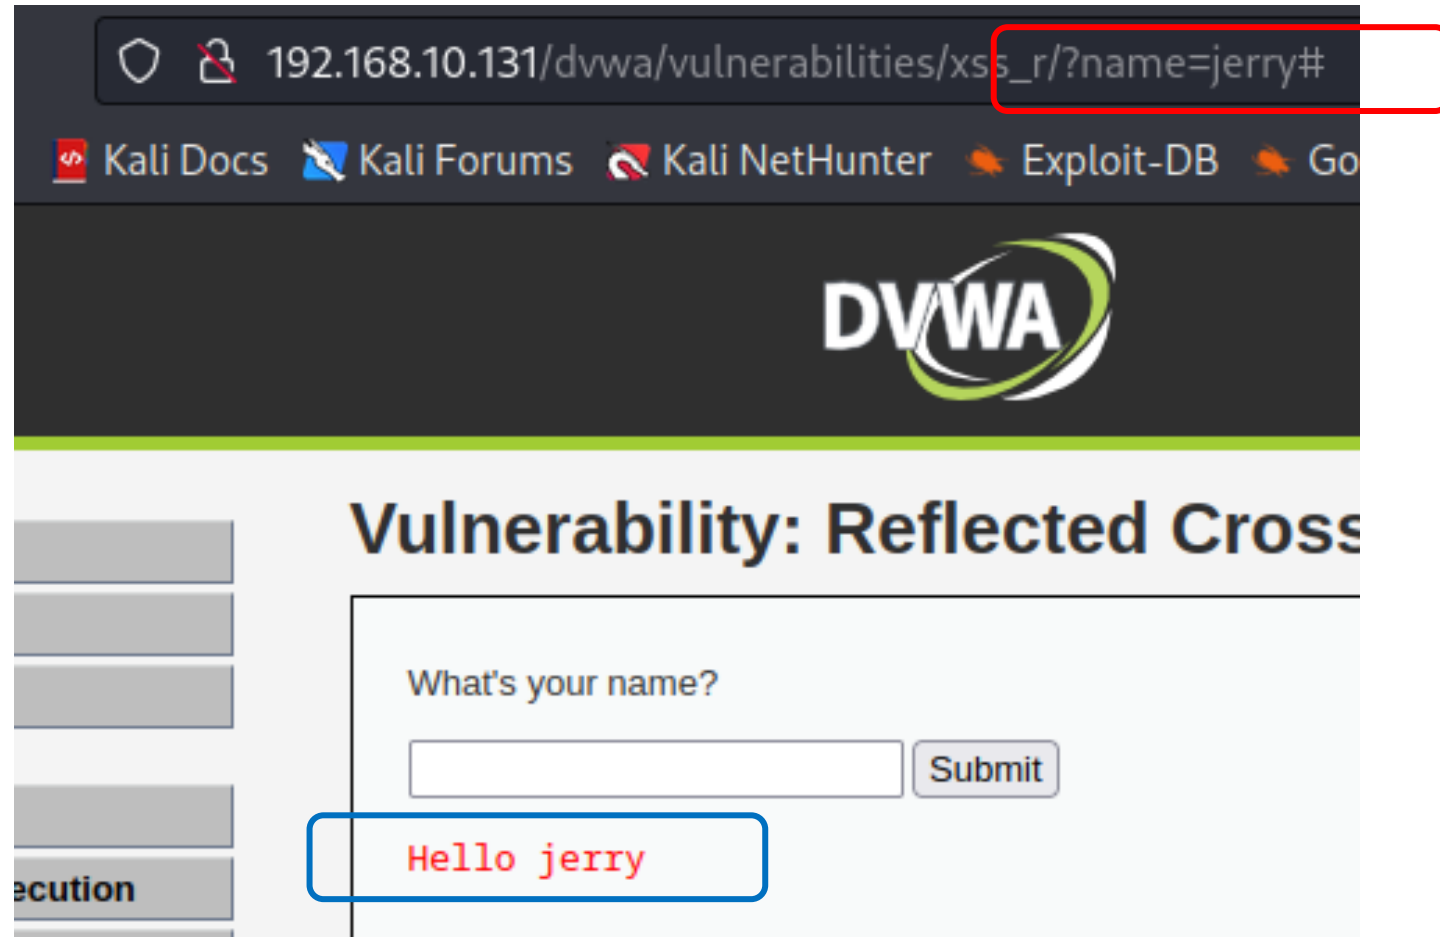 192.168.10.131/dvwa/vulnerabilities/xss_r/?name=jerry#
Kali Docs Kali Forums Kali NetHunter Exploit-DB Go
DVWA
Vulnerability: Reflected Cross
What's your name?
Submit
Hello jerry
ecution